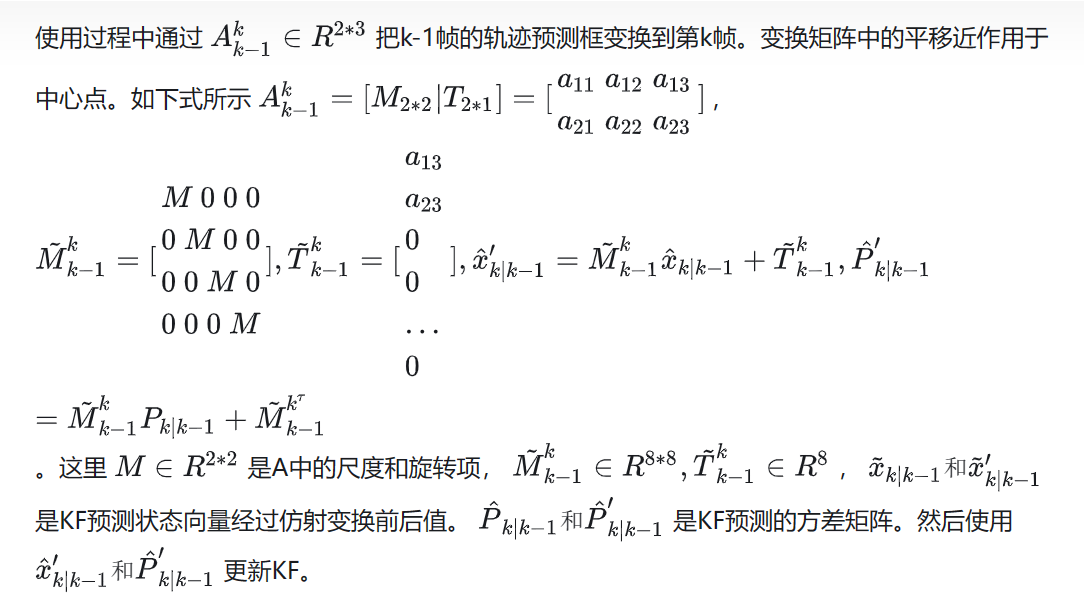 使用过程中通过 $A_{k-1}^{k} \in R^{2*3}$ 把k-1帧的轨迹预测框变换到第k帧。变换矩阵中的平移近作用于
中心点。如下式所示 $A_{k-1}^{k} = [M_{2*2}|T_{2*1}] = [\begin{matrix} a_{11} \ a_{12} \ a_{13} \\ a_{21} \ a_{22} \ a_{23} \end{matrix}]$ ,
$\tilde{M}_{k-1}^{k} = [\begin{matrix} M \ 0 \ 0 \ 0 \\ 0 \ M \ 0 \ 0 \\ 0 \ 0 \ M \ 0 \\ 0 \ 0 \ 0 \ M \end{matrix}], \tilde{T}_{k-1}^{k} = [\begin{matrix} a_{13} \\ a_{23} \\ 0 \\ 0 \\ \ldots \\ 0 \end{matrix}], \hat{x}'_{k|k-1} = \tilde{M}_{k-1}^{k} \hat{x}_{k|k-1} + \tilde{T}_{k-1}^{k}, \hat{P}'_{k|k-1}$
$= \tilde{M}_{k-1}^{k} P_{k|k-1} + \tilde{M}_{k-1}^{k^{\tau}}$
。这里 $M \in R^{2*2}$ 是A中的尺度和旋转项， $\tilde{M}_{k-1}^{k} \in R^{8*8}, \tilde{T}_{k-1}^{k} \in R^{8}$ ， $\tilde{x}_{k|k-1}$ 和 $\tilde{x}'_{k|k-1}$
是KF预测状态向量经过仿射变换前后值。 $\hat{P}_{k|k-1}$ 和 $\hat{P}'_{k|k-1}$ 是KF预测的方差矩阵。然后使用
$\hat{x}'_{k|k-1}$ 和 $\hat{P}'_{k|k-1}$ 更新KF。